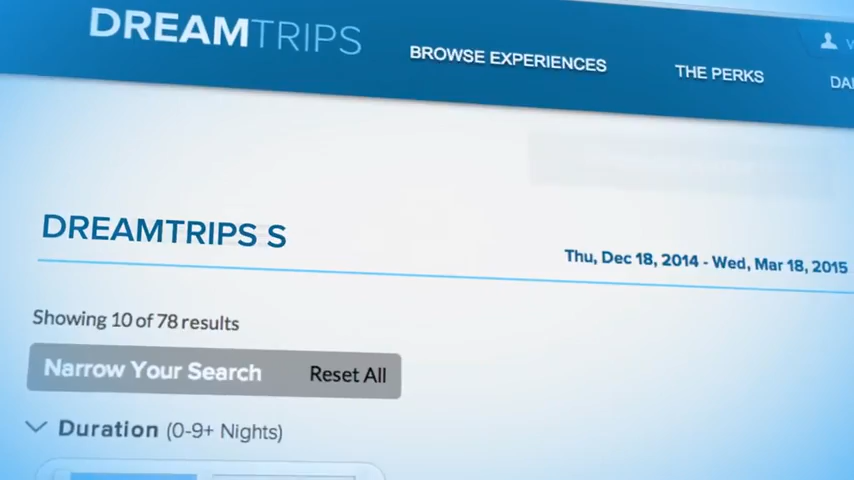 DREAMTRIPS
BROWSE EXPERIENCES
THE PERKS
DREAMTRIPS S
Thu, Dec 18, 2014 - Wed, Mar 18, 2015
Showing 10 of 78 results
Narrow Your Search
Reset All
Duration (0-9+ Nights)